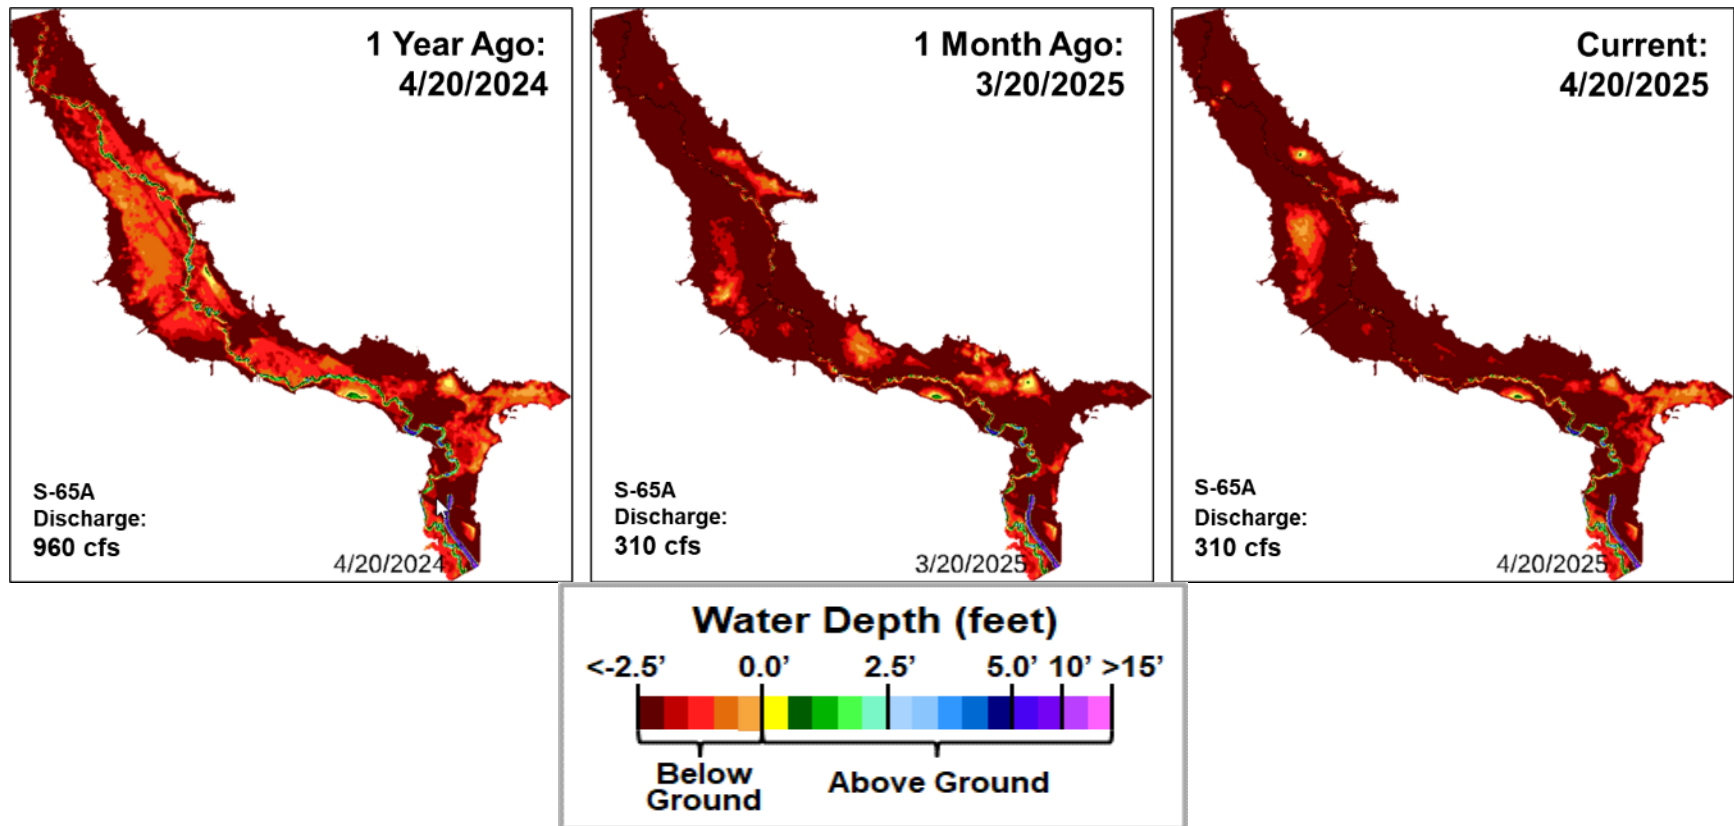 1 Year Ago:
4/20/2024
S-65A
Discharge:
960 cfs
4/20/2024
1 Month Ago:
3/20/2025
S-65A
Discharge:
310 cfs
3/20/2025
Current:
4/20/2025
S-65A
Discharge:
310 cfs
4/20/2025
Water Depth (feet)
<-2.5’ 0.0’ 2.5’ 5.0’ 10’ >15’
Below
Ground
Above Ground